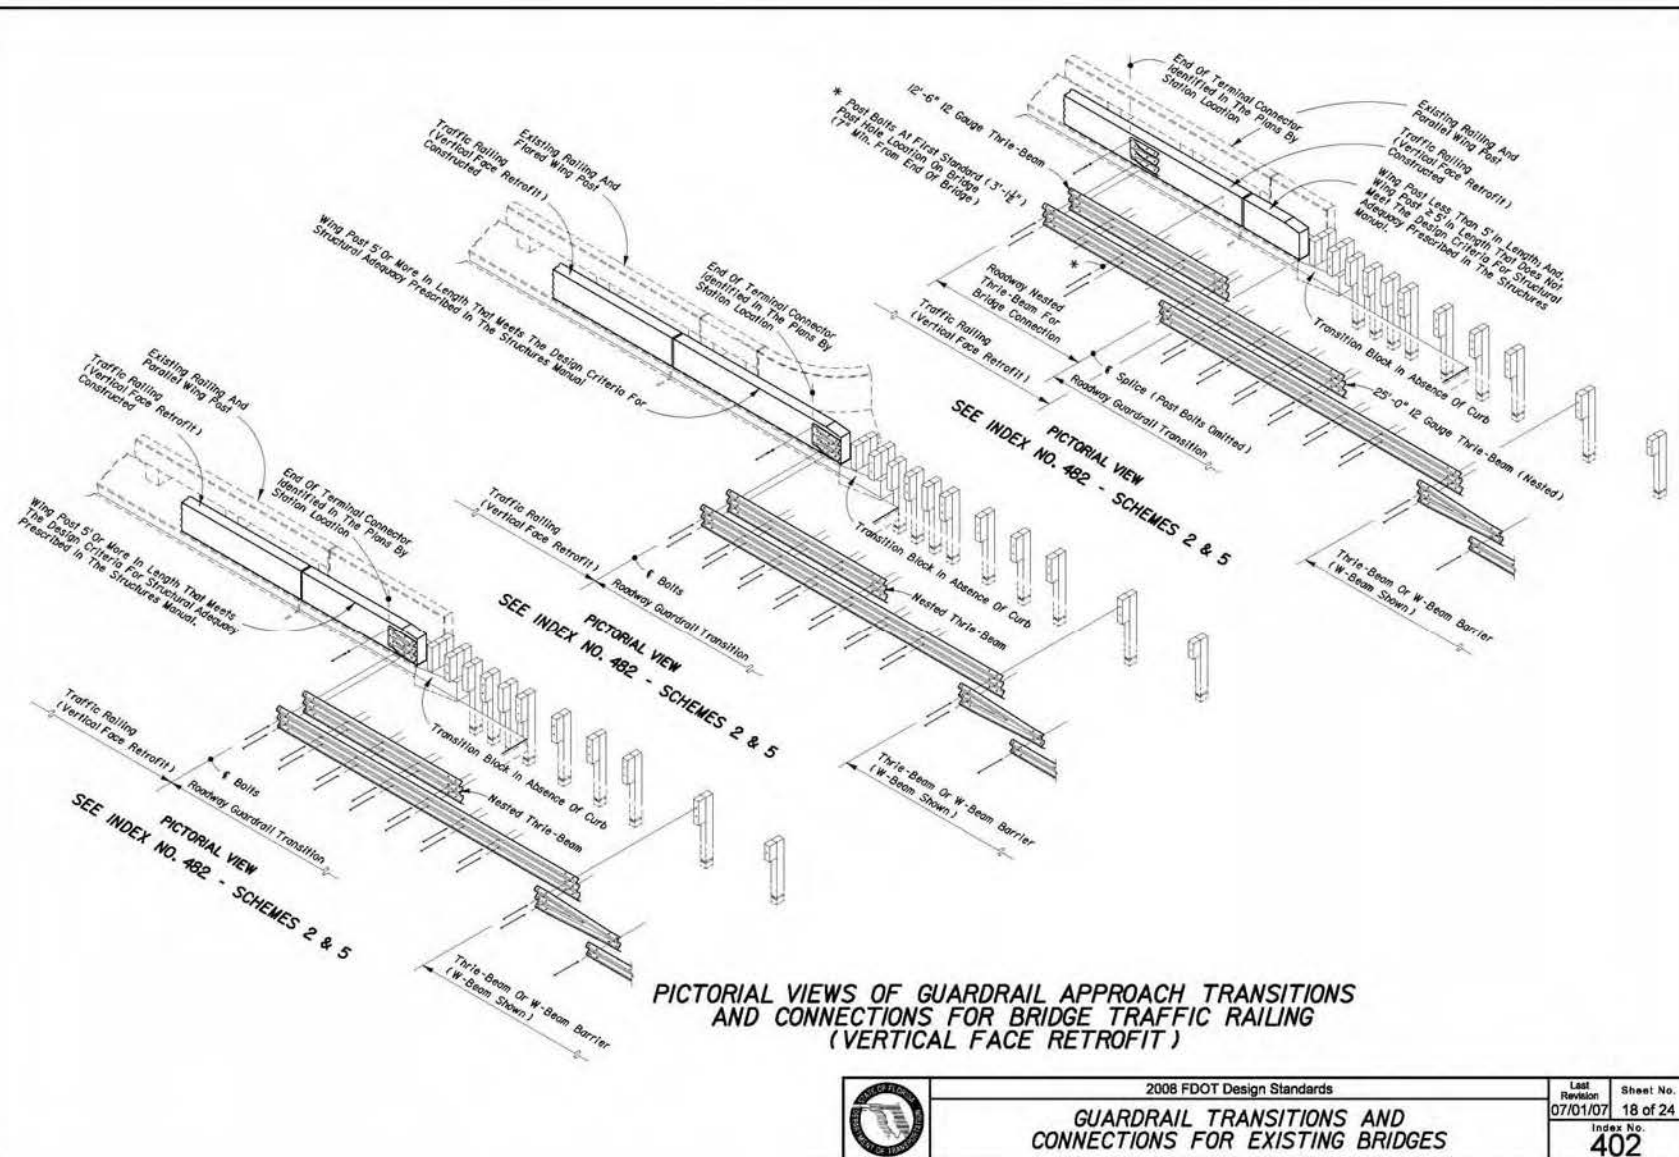 Traffic Railing
(Vertical Face Retrofit)
Constructed
Existing Railing And
Parallel Wing Post
End Of Terminal Connector
Identified In The Plans By
Station Location
Wing Post 5' Or More In Length That Meets
The Design Criteria For Structural Adequacy
Prescribed In The Structures Manual.
Traffic Railing
(Vertical Face Retrofit)
℄ Bolts
Roadway Guardrail Transition
Transition Block In Absence Of Curb
Nested Thrie-Beam
Thrie-Beam Or W-Beam Barrier
(W-Beam Shown)
PICTORIAL VIEW
SEE INDEX NO. 482 - SCHEMES 2 & 5
Traffic Railing
(Vertical Face Retrofit)
Constructed
Existing Railing And
Flared Wing Post
End Of Terminal Connector
Identified In The Plans By
Station Location
Wing Post 5' Or More In Length That Meets The Design Criteria For
Structural Adequacy Prescribed In The Structures Manual
Traffic Railing
(Vertical Face Retrofit)
℄ Bolts
Roadway Guardrail Transition
Transition Block In Absence Of Curb
Nested Thrie-Beam
Thrie-Beam Or W-Beam Barrier
(W-Beam Shown)
PICTORIAL VIEW
SEE INDEX NO. 482 - SCHEMES 2 & 5
12'-6" 12 Gauge Thrie-Beam
* Post Bolts At First Standard (3'-1½")
Post Hole Location On Bridge
(7" Min. From End Of Bridge)
End Of Terminal Connector
Identified In The Plans By
Station Location
Existing Railing And
Parallel Wing Post
Traffic Railing
(Vertical Face Retrofit)
Constructed
Wing Post Less Than 5' In Length; And,
Wing Post ≥ 5' In Length That Does Not
Meet The Design Criteria For Structural
Adequacy Prescribed In The Structures
Manual.
*
Roadway Nested
Thrie-Beam For
Bridge Connection
Traffic Railing
(Vertical Face Retrofit)
℄ Splice (Post Bolts Omitted)
Roadway Guardrail Transition
Transition Block In Absence Of Curb
25'-0" 12 Gauge Thrie-Beam (Nested)
Thrie-Beam Or W-Beam Barrier
(W-Beam Shown)
PICTORIAL VIEW
SEE INDEX NO. 482 - SCHEMES 2 & 5
PICTORIAL VIEWS OF GUARDRAIL APPROACH TRANSITIONS
AND CONNECTIONS FOR BRIDGE TRAFFIC RAILING
(VERTICAL FACE RETROFIT)
STATE OF FLORIDA
DEPARTMENT OF TRANSPORTATION
2008 FDOT Design Standards
GUARDRAIL TRANSITIONS AND
CONNECTIONS FOR EXISTING BRIDGES
Last
Revision
07/01/07
Sheet No.
18 of 24
Index No.
402